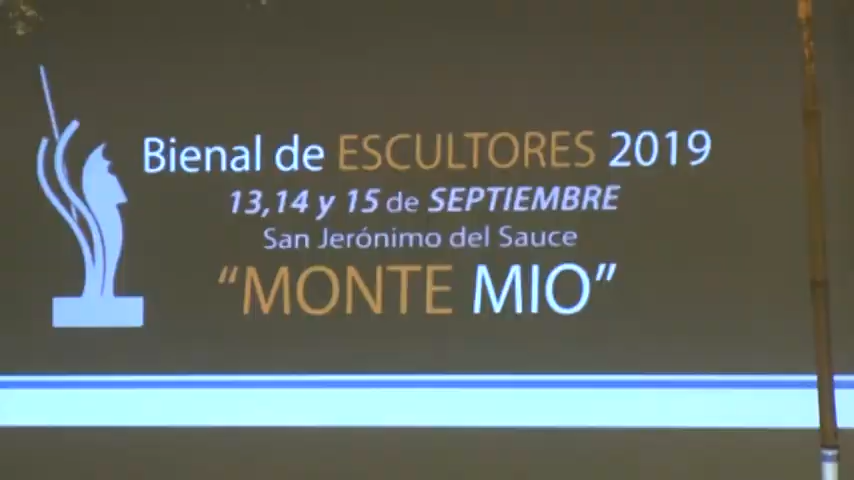 Bienal de ESCULTORES 2019
13, 14 y 15 de SEPTIEMBRE
San Jerónimo del Sauce
“MONTE MIO”